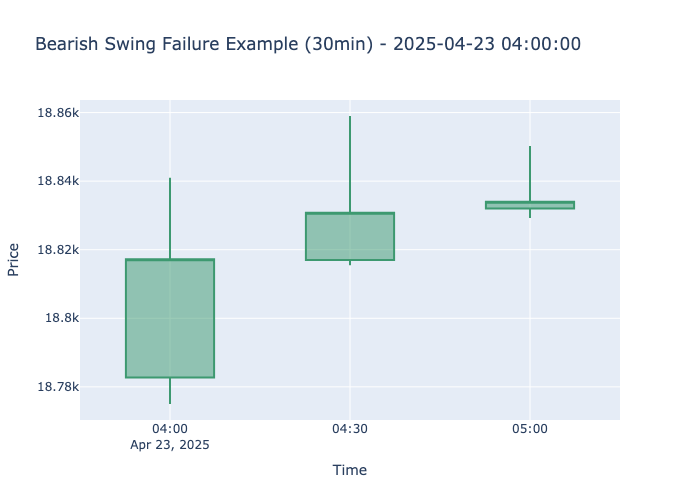 Bearish Swing Failure Example (30min) - 2025-04-23 04:00:00
18.86k
18.84k
18.82k
18.8k
18.78k
Price
04:00
Apr 23, 2025
04:30
05:00
Time